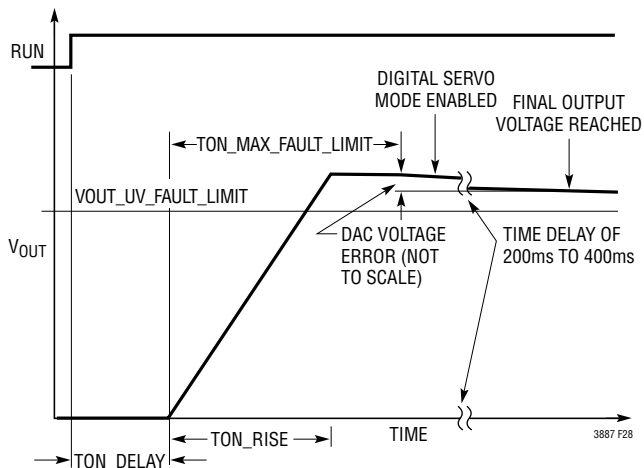 RUN
DIGITAL SERVO
MODE ENABLED
FINAL OUTPUT
VOLTAGE REACHED
TON_MAX_FAULT_LIMIT
VOUT_UV_FAULT_LIMIT
VOUT
DAC VOLTAGE
ERROR (NOT
TO SCALE)
TIME DELAY OF
200ms TO 400ms
TON_RISE
TIME
3887 F28
TON_DELAY